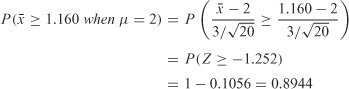 P(x̄ ≥ 1.160 when μ = 2) = P ( (x̄ − 2)/(3/√20) ≥ (1.160 − 2)/(3/√20) )
= P(Z ≥ −1.252)
= 1 − 0.1056 = 0.8944